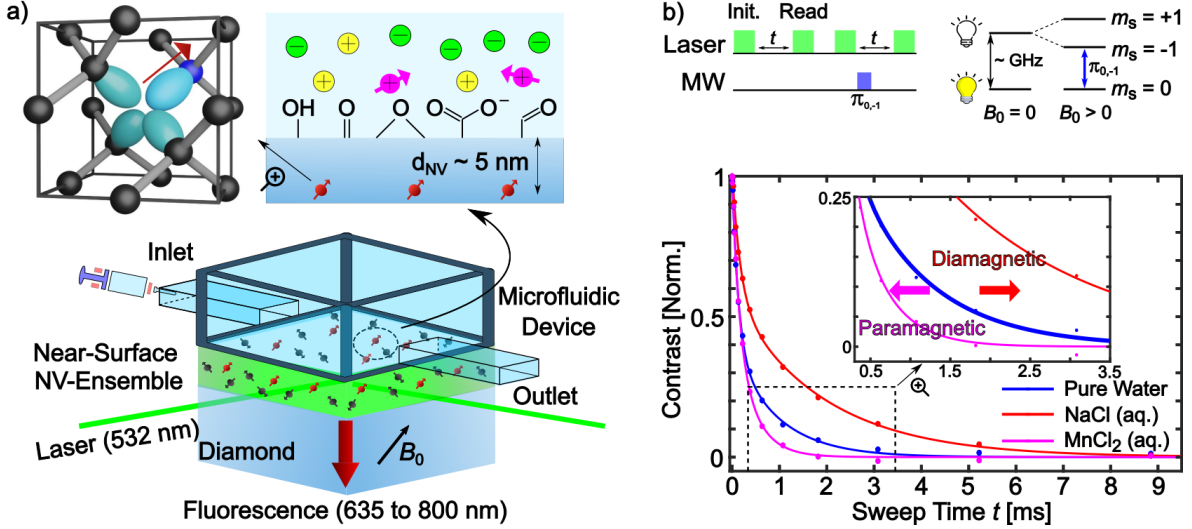 a)
OH
O
O
O
O⁻
O
d_NV ~ 5 nm
Inlet
Microfluidic
Device
Near-Surface
NV-Ensemble
Outlet
Laser (532 nm)
Diamond
B₀
Fluorescence (635 to 800 nm)
b)
Init.
Read
Laser
t
t
MW
π₀,₋₁
~ GHz
π₀,₋₁
mₛ = +1
mₛ = -1
mₛ = 0
B₀ = 0
B₀ > 0
Contrast [Norm.]
1
0.5
0
0.25
0
Diamagnetic
Paramagnetic
0.5 1.5 2.5 3.5
Pure Water
NaCl (aq.)
MnCl₂ (aq.)
0 1 2 3 4 5 6 7 8 9
Sweep Time t [ms]